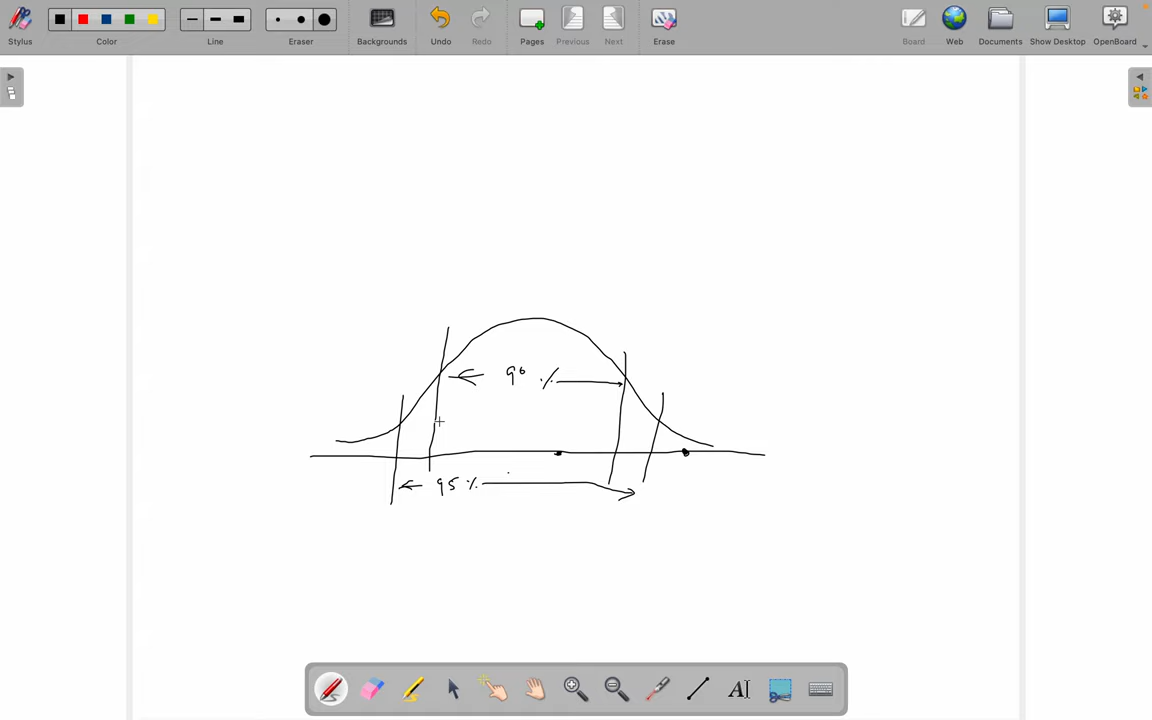 Stylus
Color
Line
Eraser
Backgrounds
Undo
Redo
Pages
Previous
Next
Erase
Board
Web
Documents
Show Desktop
OpenBoard
90 %
95 %